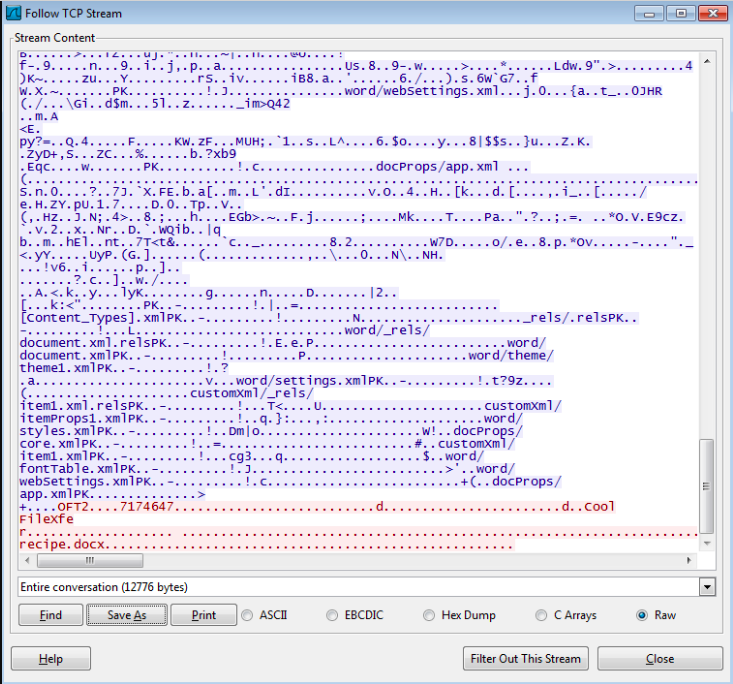 Follow TCP Stream
Stream Content
f-.9.....n...9..i..j,.p..a...............Us.8..9-.w.....>....*......Ldw.9".>.........4
)K~.....zu...Y........rS..iv......iB8.a..'......6./...).s.6W`G7..f
W.X.~.......PK..........!.J...............word/webSettings.xml...j.O...{a..t_..OJHR
(./...\Gi..d$m...5l..z......._im>Q42
..m.A
<E.
py?=..Q.4.....F.....KW.zF...MUH;.`1..s..L^....6.$o....y...8|$$s..}u...Z.K.
.ZyD+,S...ZC...%......b.?xb9
.Eqc....w.......PK..........!.c...............docProps/app.xml ...
S.n.0....?..7J.`X.FE.b.a[..m..L'.dI..........v.O..4..H..[k...d.[....,.i_..[...../
e.H.ZY.pU.1.7....D.O..Tp..V..
(,.Hz..J.N;.4>..8.;...h....EGb>.~..F.j......;....Mk....T.....Pa..".?..;.=. ...*O.V.E9cz.
`.v.2..x..Nr..D.`.WQib..|q
b..m..hEl..nt..7T<t&.......`c.._.........8.2..........W7D.....o/.e..8.p.*Ov.....-....".._
<.yY.....UyP.(G.]......(..............,..\...O...N\..NH.
...!v6..i......p..]..
.......?.c..]..w./....
..A.<.k..y...lyK.........g......n.....D.......|2..
[...k:<".........PK..-..........!.|..=..........................
[Content_Types].xmlPK..-..........!........N......................_rels/.relsPK..
-.........!...L...........................word/_rels/
document.xml.relsPK..-.........!.E.e.P.........................word/
document.xmlPK..-.........!.........P.....................word/theme/
theme1.xmlPK..-.........!.?
.a......................v...word/settings.xmlPK..-.........!.t?9z....
(.....................customXml/_rels/
item1.xml.relsPK..-.........!...T<....U.....................customXml/
itemProps1.xmlPK..-.........!..q.}:...,:....................word/
styles.xmlPK..-.........!..Dm|o.....................W!..docProps/
core.xmlPK..-.........!..=........................#..customXml/
item1.xmlPK..-.........!...cg3...q..................$..word/
fontTable.xmlPK..-.........!.J........................>'..word/
webSettings.xmlPK..-.........!.c........................+(..docProps/
app.xmlPK.............>
+....OFT2....7174647.........................d......................d..Cool
FileXfe
recipe.docx....................................................
Entire conversation (12776 bytes)
Find Save As Print ASCII EBCDIC Hex Dump C Arrays Raw
Help Filter Out This Stream Close